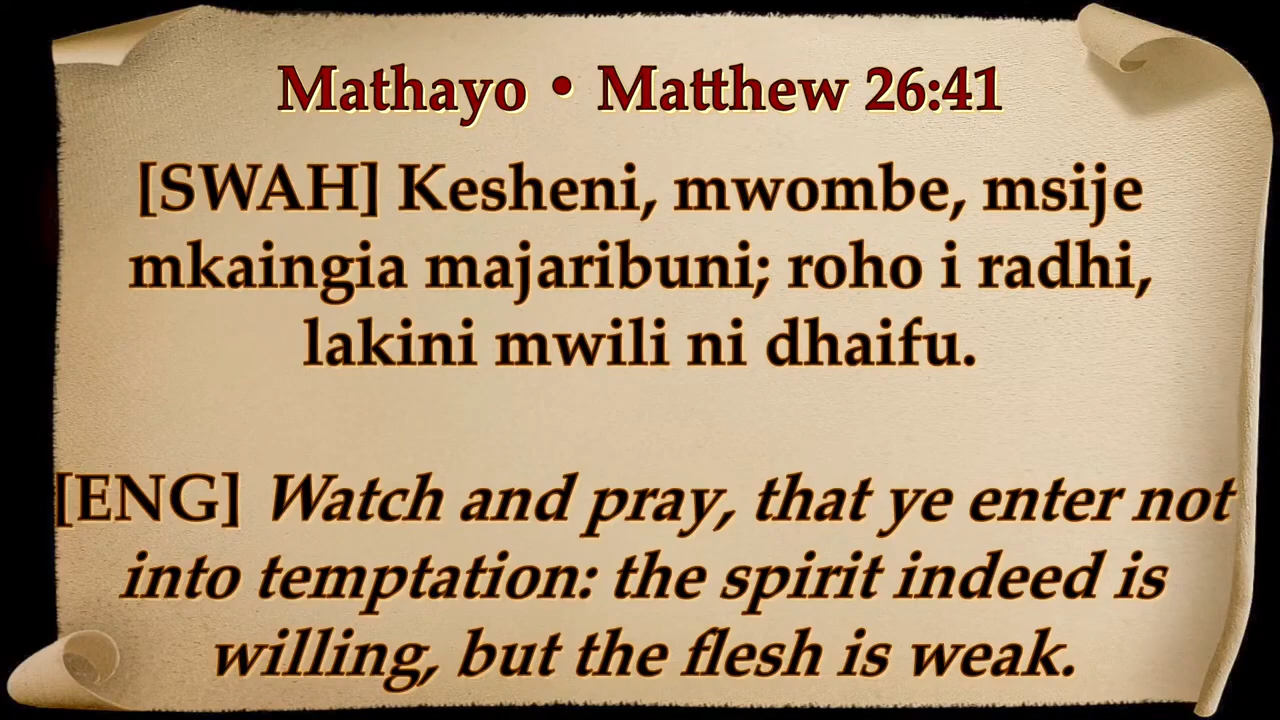 Mathayo • Matthew 26:41
[SWAH] Kesheni, mwombe, msije
mkaingia majaribuni; roho i radhi,
lakini mwili ni dhaifu.
[ENG] Watch and pray, that ye enter not
into temptation: the spirit indeed is
willing, but the flesh is weak.